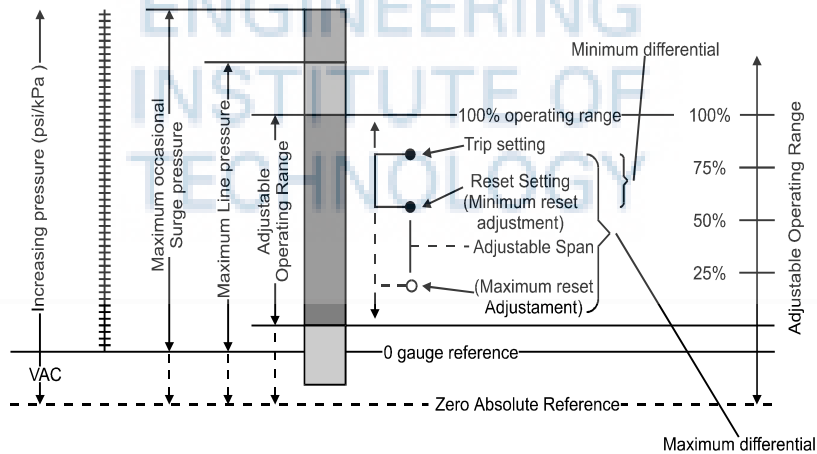 ENGINEERING
INSTITUTE OF
TECHNOLOGY
Increasing pressure (psi/kPa )
Maximum occasional
Surge pressure
Maximum Line pressure
Adjustable
Operating Range
Minimum differential
100% operating range
100%
Trip setting
75%
Reset Setting
(Minimum reset
adjustment)
50%
Adjustable Span
25%
(Maximum reset
Adjustament)
Adjustable Operating Range
0 gauge reference
VAC
Zero Absolute Reference
Maximum differential